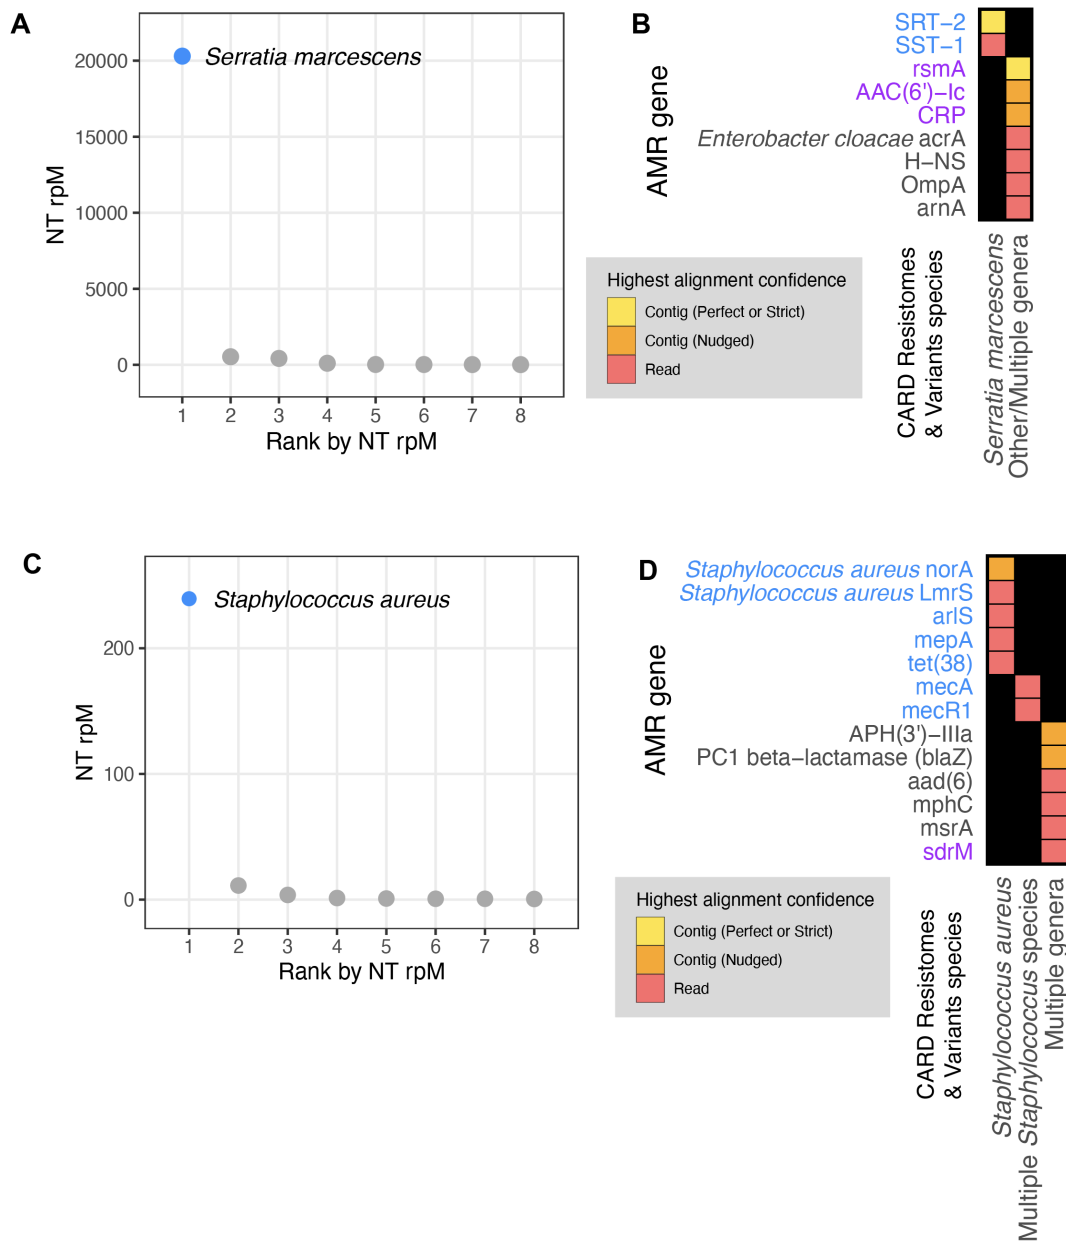 A
20000
15000
10000
5000
0
NT rpM
Serratia marcescens
1 2 3 4 5 6 7 8
Rank by NT rpM
B
AMR gene
SRT−2
SST−1
rsmA
AAC(6')−Ic
CRP
Enterobacter cloacae acrA
H−NS
OmpA
arnA
Highest alignment confidence
Contig (Perfect or Strict)
Contig (Nudged)
Read
CARD Resistomes
& Variants species
Serratia marcescens
Other/Multiple genera
C
200
100
0
NT rpM
Staphylococcus aureus
1 2 3 4 5 6 7 8
Rank by NT rpM
D
AMR gene
Staphylococcus aureus norA
Staphylococcus aureus LmrS
arlS
mepA
tet(38)
mecA
mecR1
APH(3')−IIIa
PC1 beta−lactamase (blaZ)
aad(6)
mphC
msrA
sdrM
Highest alignment confidence
Contig (Perfect or Strict)
Contig (Nudged)
Read
CARD Resistomes
& Variants species
Staphylococcus aureus
Multiple Staphylococcus species
Multiple genera